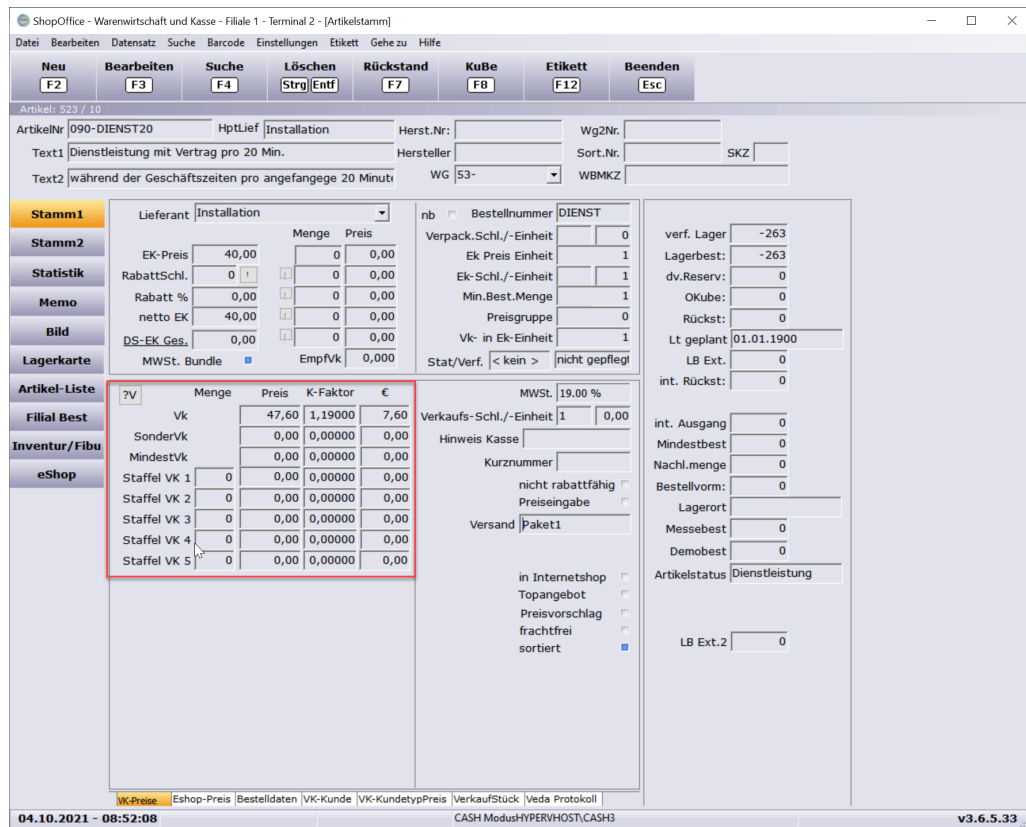 ShopOffice - Warenwirtschaft und Kasse - Filiale 1 - Terminal 2 - [Artikelstamm]
Datei Bearbeiten Datensatz Suche Barcode Einstellungen Etikett Gehe zu Hilfe
Neu Bearbeiten Suche Löschen Rückstand KuBe Etikett Beenden
F2 F3 F4 Strg Entf F7 F8 F12 Esc
Artikel: 523 / 10
ArtikelNr 090-DIENST20 HptLief Installation Herst.Nr: Wg2Nr.
Text1 Dienstleistung mit Vertrag pro 20 Min. Hersteller Sort.Nr. SKZ
Text2 während der Geschäftszeiten pro angefangege 20 Minute WG 53- WBMKZ
Stamm1
Stamm2
Statistik
Memo
Bild
Lagerkarte
Artikel-Liste
Filial Best
Inventur/Fibu
eShop
Lieferant Installation
Menge Preis
EK-Preis 40,00 0 0,00
RabattSchl. 0 ! ! 0 0,00
Rabatt % 0,00 ! 0 0,00
netto EK 40,00 ! 0 0,00
DS-EK Ges. 0,00 ! 0 0,00
MWSt. Bundle EmpfVk 0,000
nb Bestellnummer DIENST
Verpack.Schl./-Einheit 0
Ek Preis Einheit 1
Ek-Schl./-Einheit 1
Min.Best.Menge 1
Preisgruppe 0
Vk- in Ek-Einheit 1
Stat/Verf. < kein > nicht gepflegt
?V Menge Preis K-Faktor €
Vk 47,60 1,19000 7,60
SonderVk 0,00 0,00000 0,00
MindestVk 0,00 0,00000 0,00
Staffel VK 1 0 0,00 0,00000 0,00
Staffel VK 2 0 0,00 0,00000 0,00
Staffel VK 3 0 0,00 0,00000 0,00
Staffel VK 4 0 0,00 0,00000 0,00
Staffel VK 5 0 0,00 0,00000 0,00
MWSt. 19.00 %
Verkaufs-Schl./-Einheit 1 0,00
Hinweis Kasse
Kurznummer
nicht rabattfähig
Preiseingabe
Versand Paket1
in Internetshop
Topangebot
Preisvorschlag
frachtfrei
sortiert
verf. Lager -263
Lagerbest: -263
dv.Reserv: 0
OKube: 0
Rückst: 0
Lt geplant 01.01.1900
LB Ext. 0
int. Rückst: 0
int. Ausgang 0
Mindestbest 0
Nachl.menge 0
Bestellvorm: 0
Lagerort
Messebest 0
Demobest 0
Artikelstatus Dienstleistung
LB Ext.2 0
VK-Preise Eshop-Preis Bestelldaten VK-Kunde VK-KundetypPreis VerkaufStück Veda Protokoll
04.10.2021 - 08:52:08 CASH ModusHYPERVHOST\CASH3 v3.6.5.33